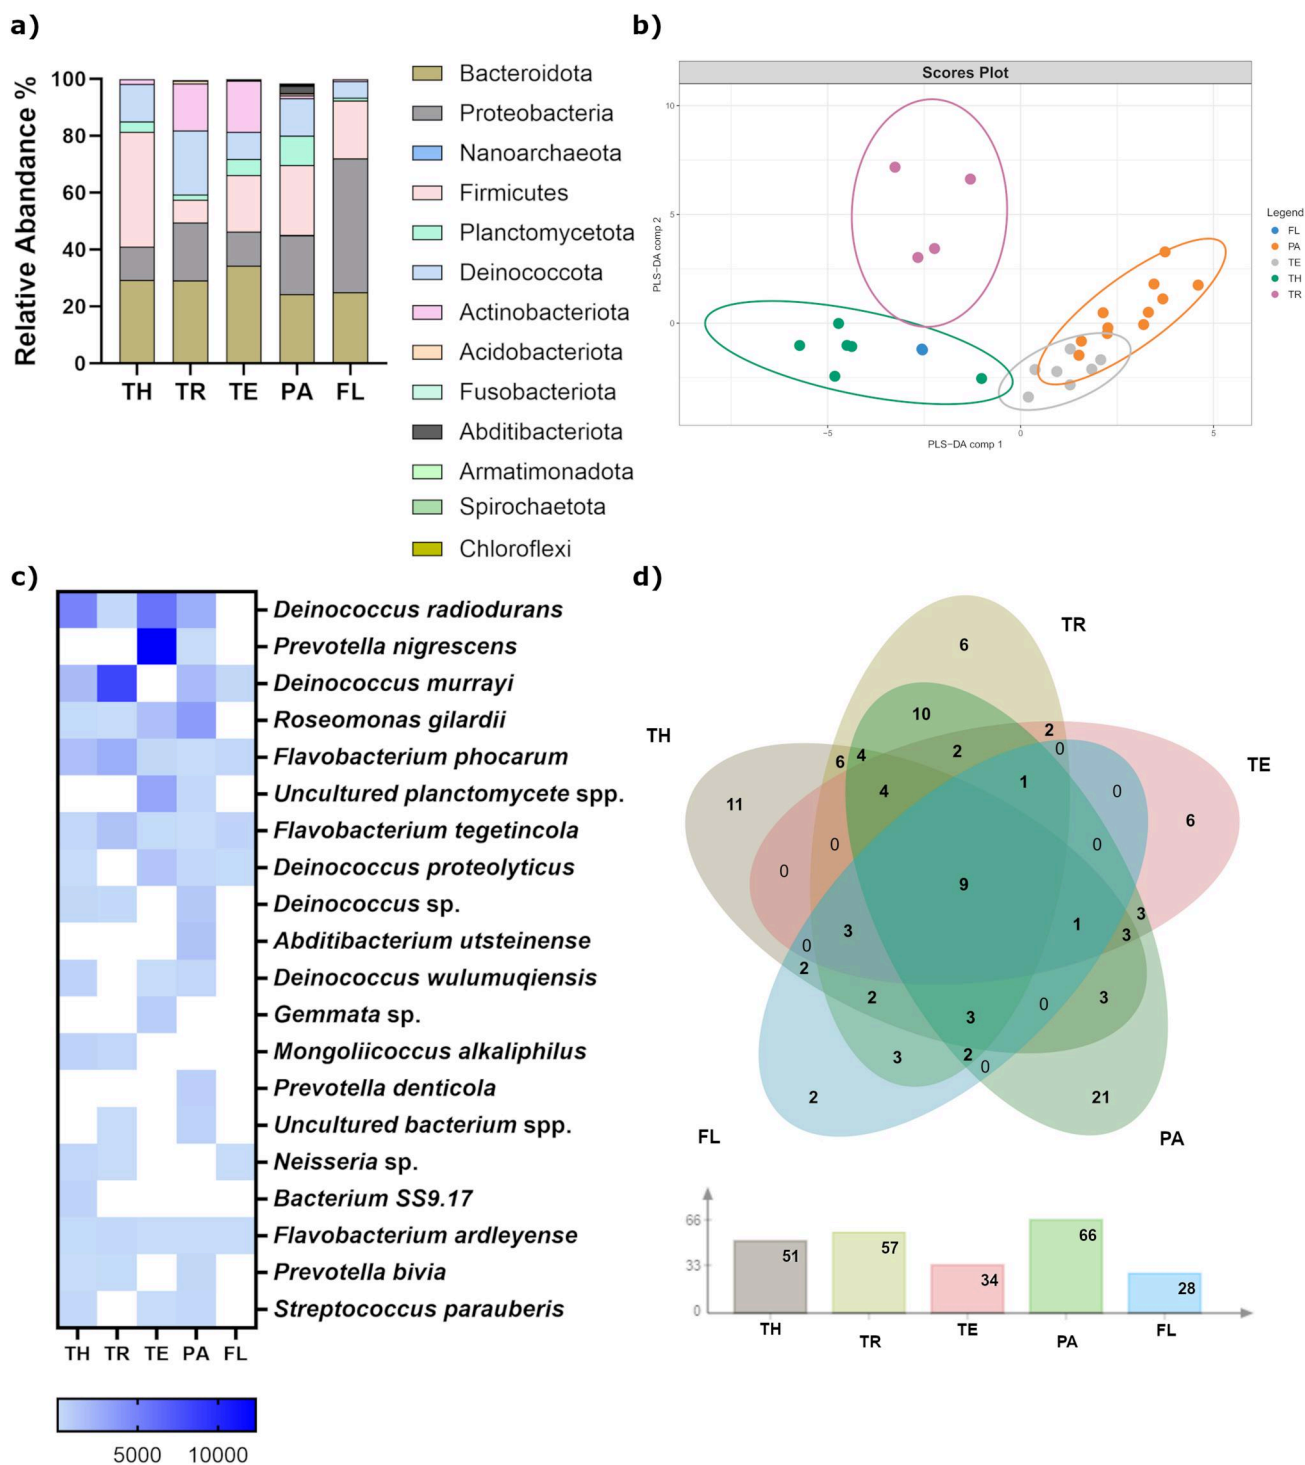 a)
Relative Abandance %
100
80
60
40
20
0
TH TR TE PA FL
Bacteroidota
Proteobacteria
Nanoarchaeota
Firmicutes
Planctomycetota
Deinococcota
Actinobacteriota
Acidobacteriota
Fusobacteriota
Abditibacteriota
Armatimonadota
Spirochaetota
Chloroflexi
b)
Scores Plot
PLS-DA comp 2
10
5
0
-5 0 5
PLS-DA comp 1
Legend
FL
PA
TE
TH
TR
c)
Deinococcus radiodurans
Prevotella nigrescens
Deinococcus murrayi
Roseomonas gilardii
Flavobacterium phocarum
Uncultured planctomycete spp.
Flavobacterium tegetincola
Deinococcus proteolyticus
Deinococcus sp.
Abditibacterium utsteinense
Deinococcus wulumuqiensis
Gemmata sp.
Mongoliicoccus alkaliphilus
Prevotella denticola
Uncultured bacterium spp.
Neisseria sp.
Bacterium SS9.17
Flavobacterium ardleyense
Prevotella bivia
Streptococcus parauberis
TH TR TE PA FL
5000 10000
d)
TR
6
10
2
TH
0
TE
6 4 2
1
4
0
11
6
0
0
0
9
3
3 1 3
0
2
2 0 3
3
3 2 0
2 21
FL PA
66
33
0
51
57
34
66
28
TH TR TE PA FL